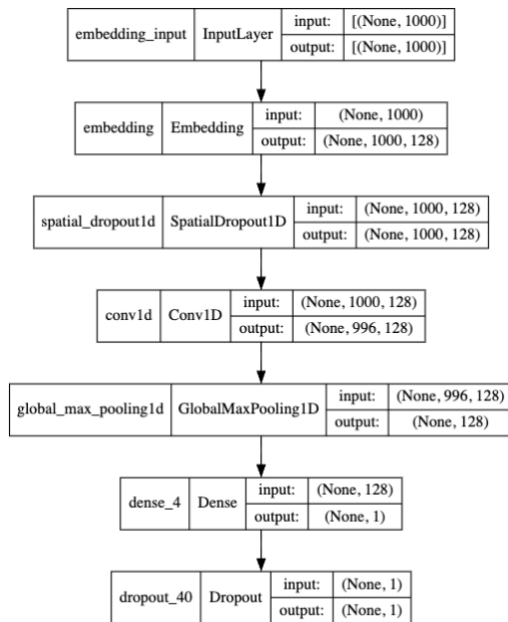 embedding_input InputLayer input: [(None, 1000)]
output: [(None, 1000)]
embedding Embedding input: (None, 1000)
output: (None, 1000, 128)
spatial_dropout1d SpatialDropout1D input: (None, 1000, 128)
output: (None, 1000, 128)
conv1d Conv1D input: (None, 1000, 128)
output: (None, 996, 128)
global_max_pooling1d GlobalMaxPooling1D input: (None, 996, 128)
output: (None, 128)
dense_4 Dense input: (None, 128)
output: (None, 1)
dropout_40 Dropout input: (None, 1)
output: (None, 1)